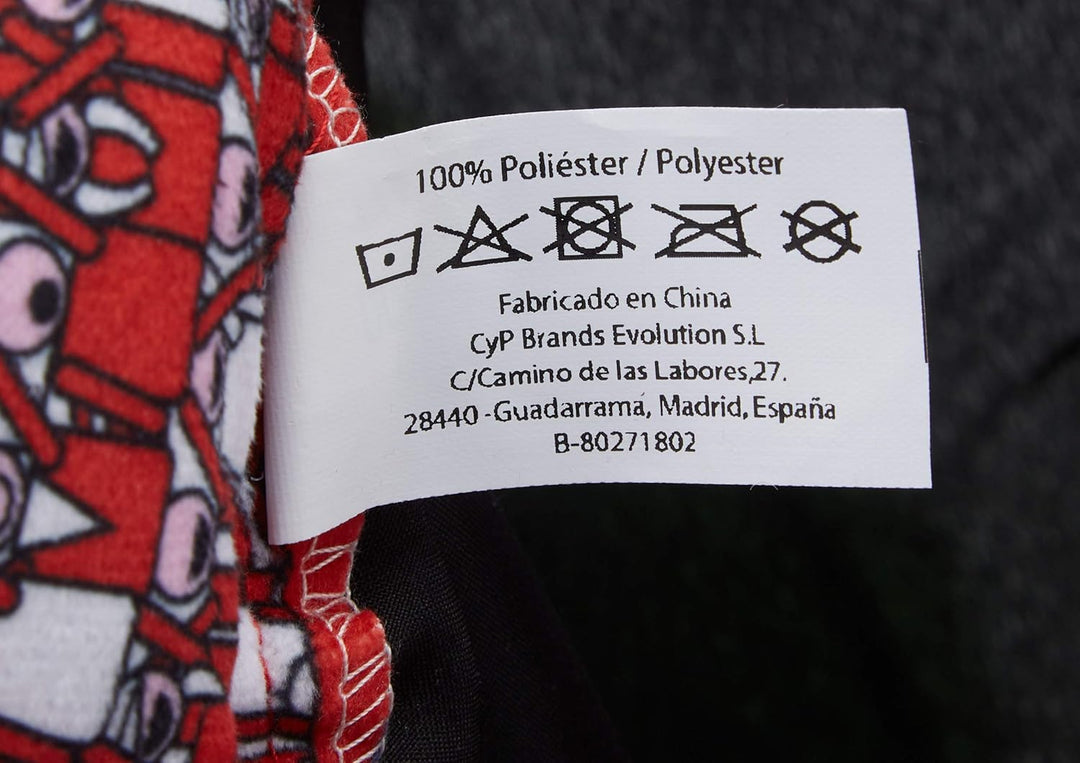 100% Poliéster / Polyester
Fabricado en China
CyP Brands Evolution S.L
C/Camino de las Labores,27.
28440 -Guadarrama, Madrid, España
B-80271802